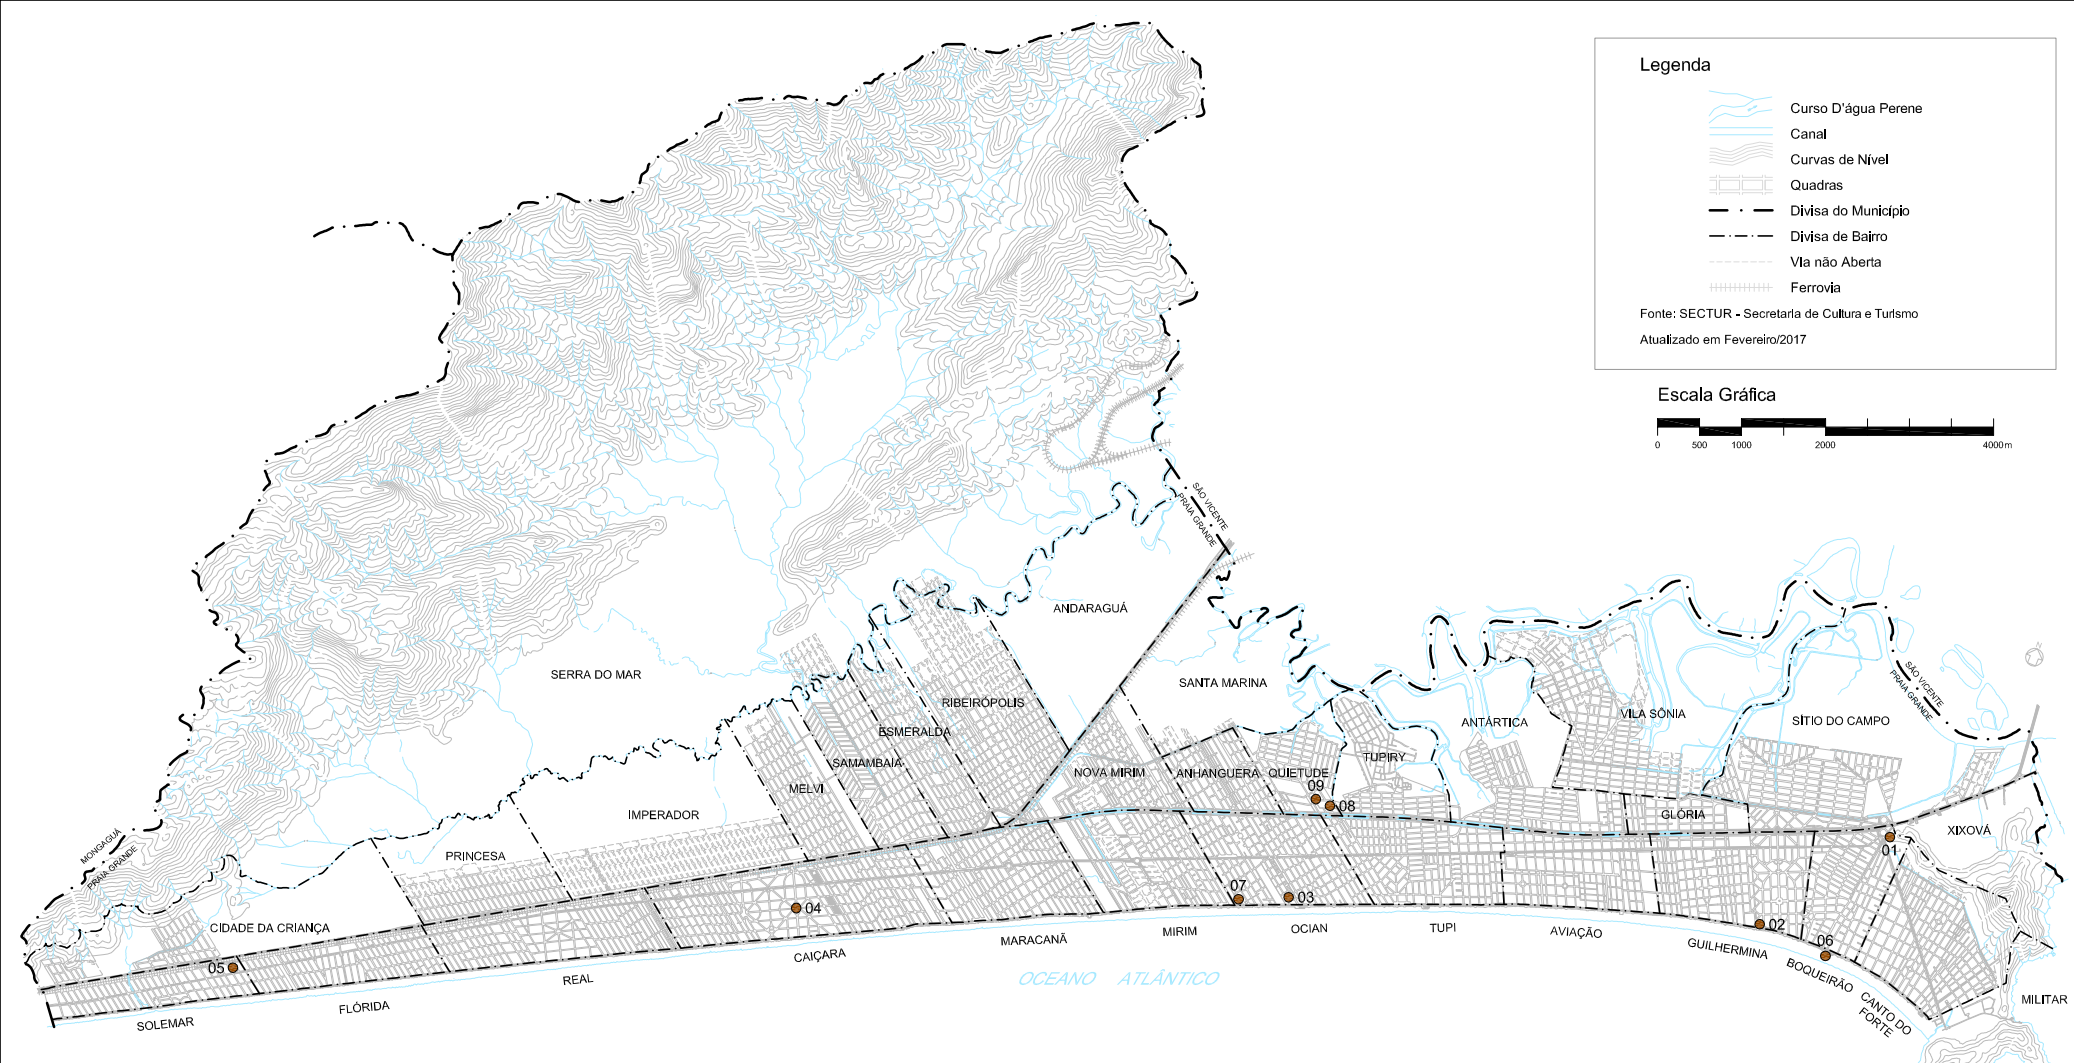 Legenda
Curso D'água Perene
Canal
Curvas de Nível
Quadras
Divisa do Município
Divisa de Bairro
Via não Aberta
Ferrovia
Fonte: SECTUR - Secretaria de Cultura e Turismo
Atualizado em Fevereiro/2017
Escala Gráfica
0 500 1000 2000 4000m
SÃO VICENTE
PRAIA GRANDE
ANDARAGUÁ
SERRA DO MAR
SANTA MARINA
RIBEIRÓPOLIS
ESMERALDA
SAMAMBAIA
MELVI
IMPERADOR
PRINCESA
NOVA MIRIM
ANHANGUERA
QUIETUDE
TUPIRY
ANTÁRTICA
VILA SÔNIA
SÍTIO DO CAMPO
SÃO VICENTE
PRAIA GRANDE
GLÓRIA
XIXOVÁ
MONGAGUÁ
PRAIA GRANDE
CIDADE DA CRIANÇA
09
08
01
07
03
04
02
06
05
SOLEMAR
FLÓRIDA
REAL
CAIÇARA
MARACANÃ
MIRIM
OCIAN
TUPI
AVIAÇÃO
GUILHERMINA
BOQUEIRÃO
CANTO DO
FORTE
MILITAR
OCEANO ATLÂNTICO